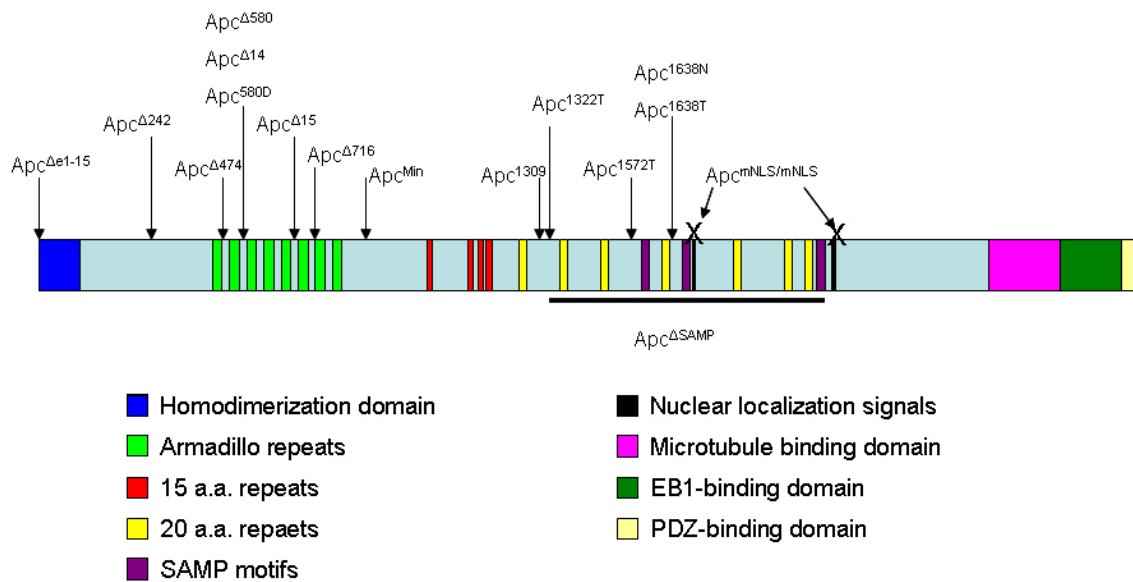 Apc^Δ580
Apc^Δ14
Apc^580D
Apc^1638N
Apc^1322T
Apc^1638T
Apc^Δ242
Apc^Δ15
Apc^Δe1-15
Apc^Δ474
Apc^Δ716
Apc^Min
Apc^1309
Apc^1572T
Apc^mNLS/mNLS
X
X
Apc^ΔSAMP
Homodimerization domain
Armadillo repeats
15 a.a. repeats
20 a.a. repaets
SAMP motifs
Nuclear localization signals
Microtubule binding domain
EB1-binding domain
PDZ-binding domain